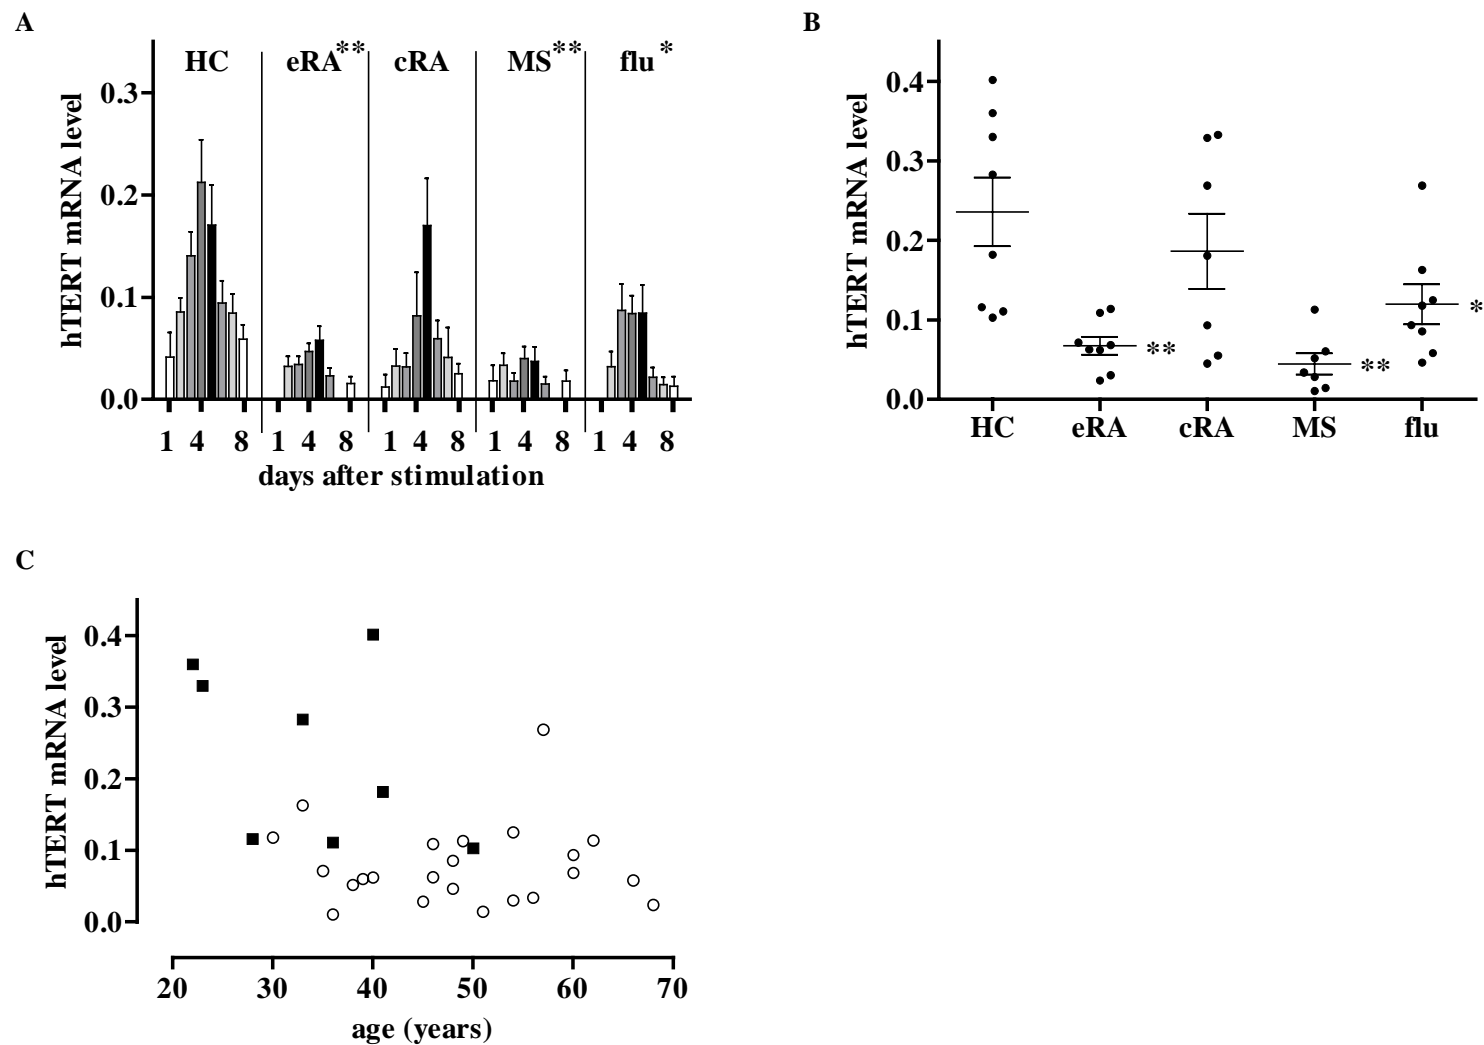 A
HC eRA** cRA MS** flu *
hTERT mRNA level
0.3
0.2
0.1
0.0
1 4 8 1 4 8 1 4 8 1 4 8 1 4 8
days after stimulation
B
hTERT mRNA level
0.4
0.3
0.2
0.1
0.0
** ** *
HC eRA cRA MS flu
C
hTERT mRNA level
0.4
0.3
0.2
0.1
0.0
20 30 40 50 60 70
age (years)